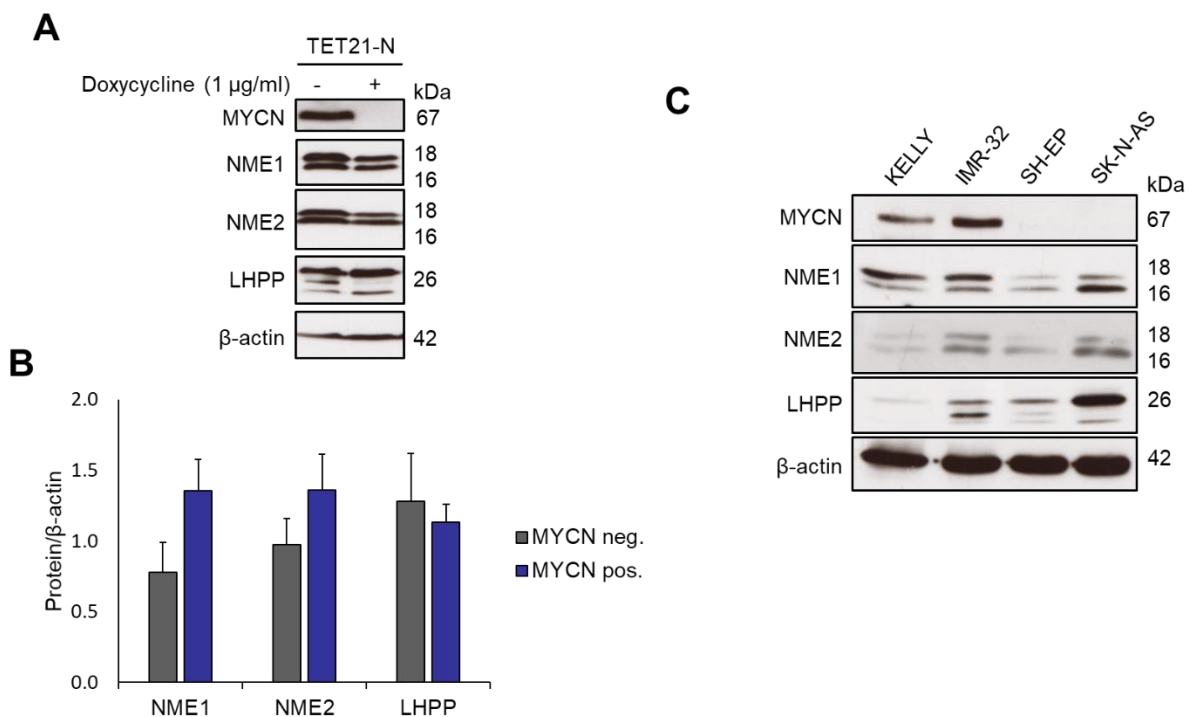 A
TET21-N
Doxycycline (1 µg/ml) - +
kDa
MYCN 67
NME1 18
16
NME2 18
16
LHPP 26
β-actin 42
B
2.0
1.5
1.0
0.5
0.0
Protein/β-actin
NME1 NME2 LHPP
MYCN neg.
MYCN pos.
C
KELLY IMR-32 SH-EP SK-N-AS
kDa
MYCN 67
NME1 18
16
NME2 18
16
LHPP 26
β-actin 42